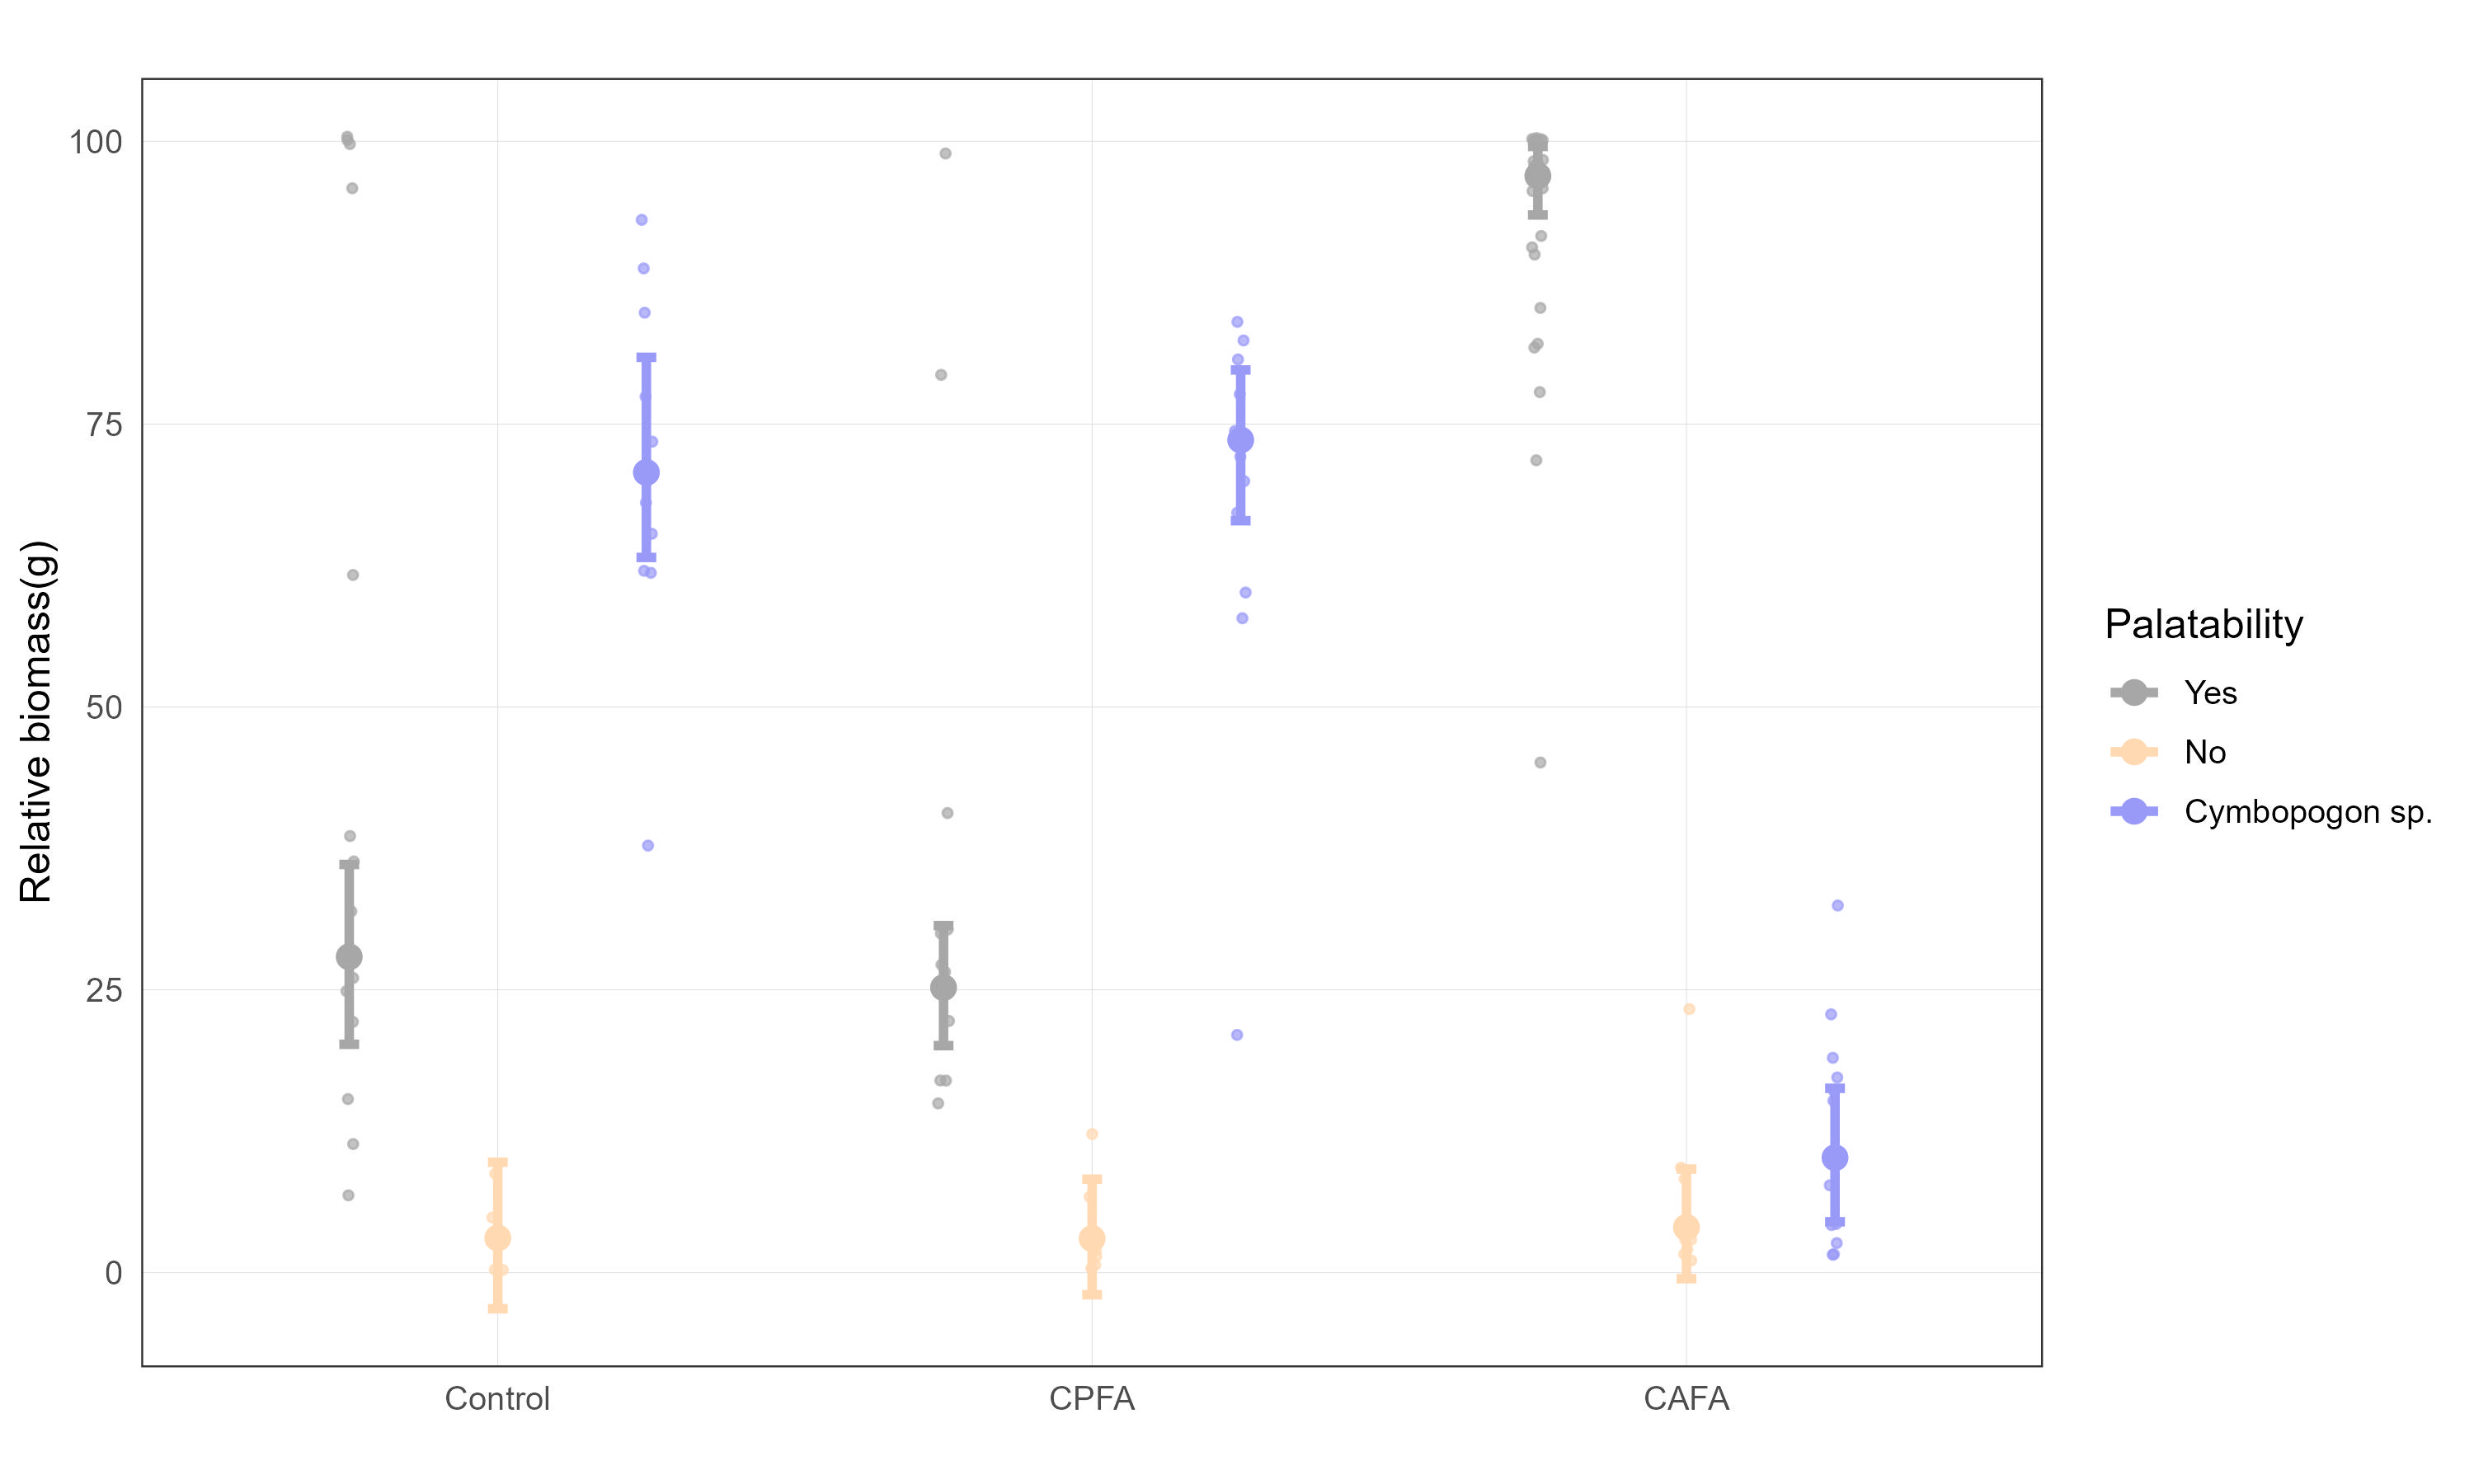 100
75
50
25
0
Relative biomass(g)
Control
CPFA
CAFA
Palatability
Yes
No
Cymbopogon sp.